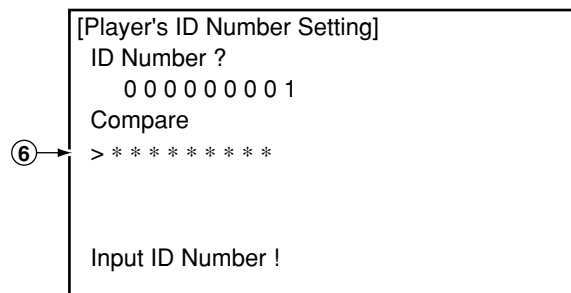 [Player's ID Number Setting]
ID Number ?
0 0 0 0 0 0 0 0 1
Compare
⑥ > * * * * * * * * *
Input ID Number !